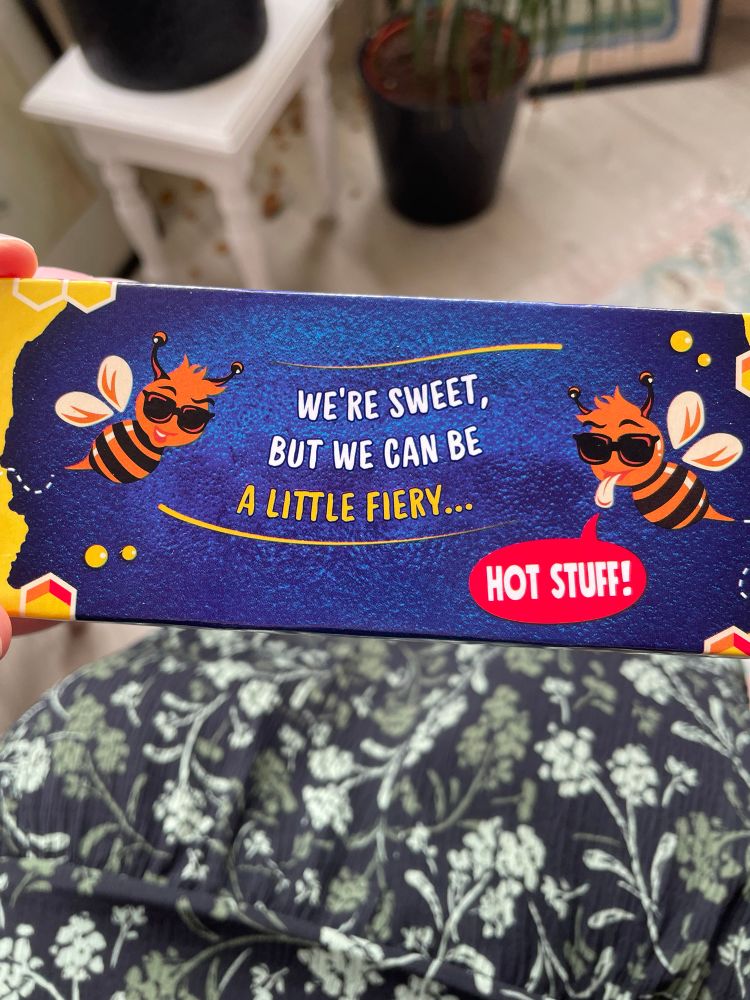 WE'RE SWEET,
BUT WE CAN BE
A LITTLE FIERY...
HOT STUFF!